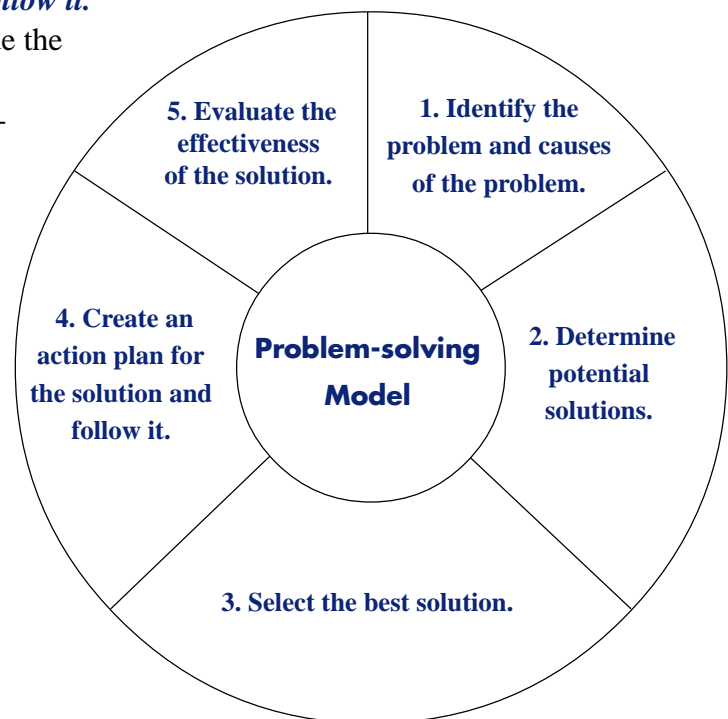 follow it.
the
5. Evaluate the
effectiveness
of the solution.
1. Identify the
problem and causes
of the problem.
4. Create an
action plan for
the solution and
follow it.
Problem-solving
Model
2. Determine
potential
solutions.
3. Select the best solution.